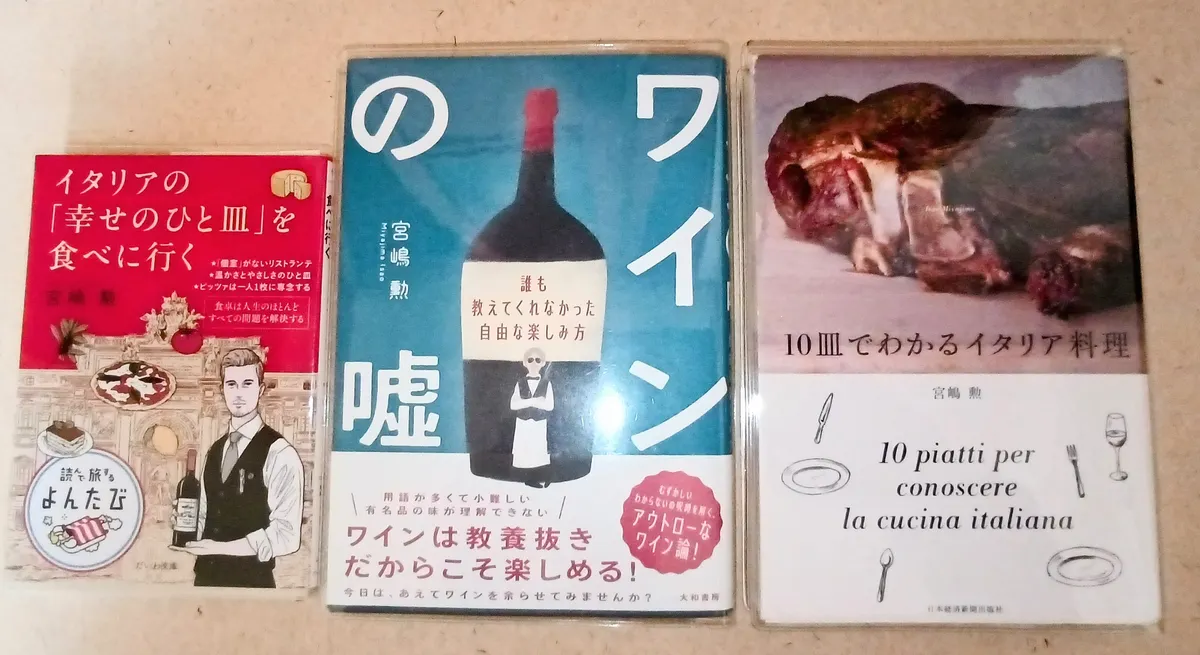 イタリアの
「幸せのひと皿」を
食べに行く
★「個室」がないリストランテ
★温かさとやさしさのひと皿
★ピッツァは一人1枚に専念する
宮嶋 勲
食卓は人生のほとんど
すべての問題を解決する
読んで旅する
よんたび
だいわ文庫
食べに行く
ワイン
の嘘
宮嶋 勲
Miyajima Isao
誰も
教えてくれなかった
自由な楽しみ方
用語が多くて小難しい
有名品の味が理解できない
ワインは教養抜き
だからこそ楽しめる!
今日は、あえてワインを余らせてみませんか?
むずかしい
わからないの呪縛を解く、
アウトローな
ワイン論!
大和書房
Isao Miyajima
10皿でわかるイタリア料理
宮嶋 勲
10 piatti per
conoscere
la cucina italiana
日本経済新聞出版社